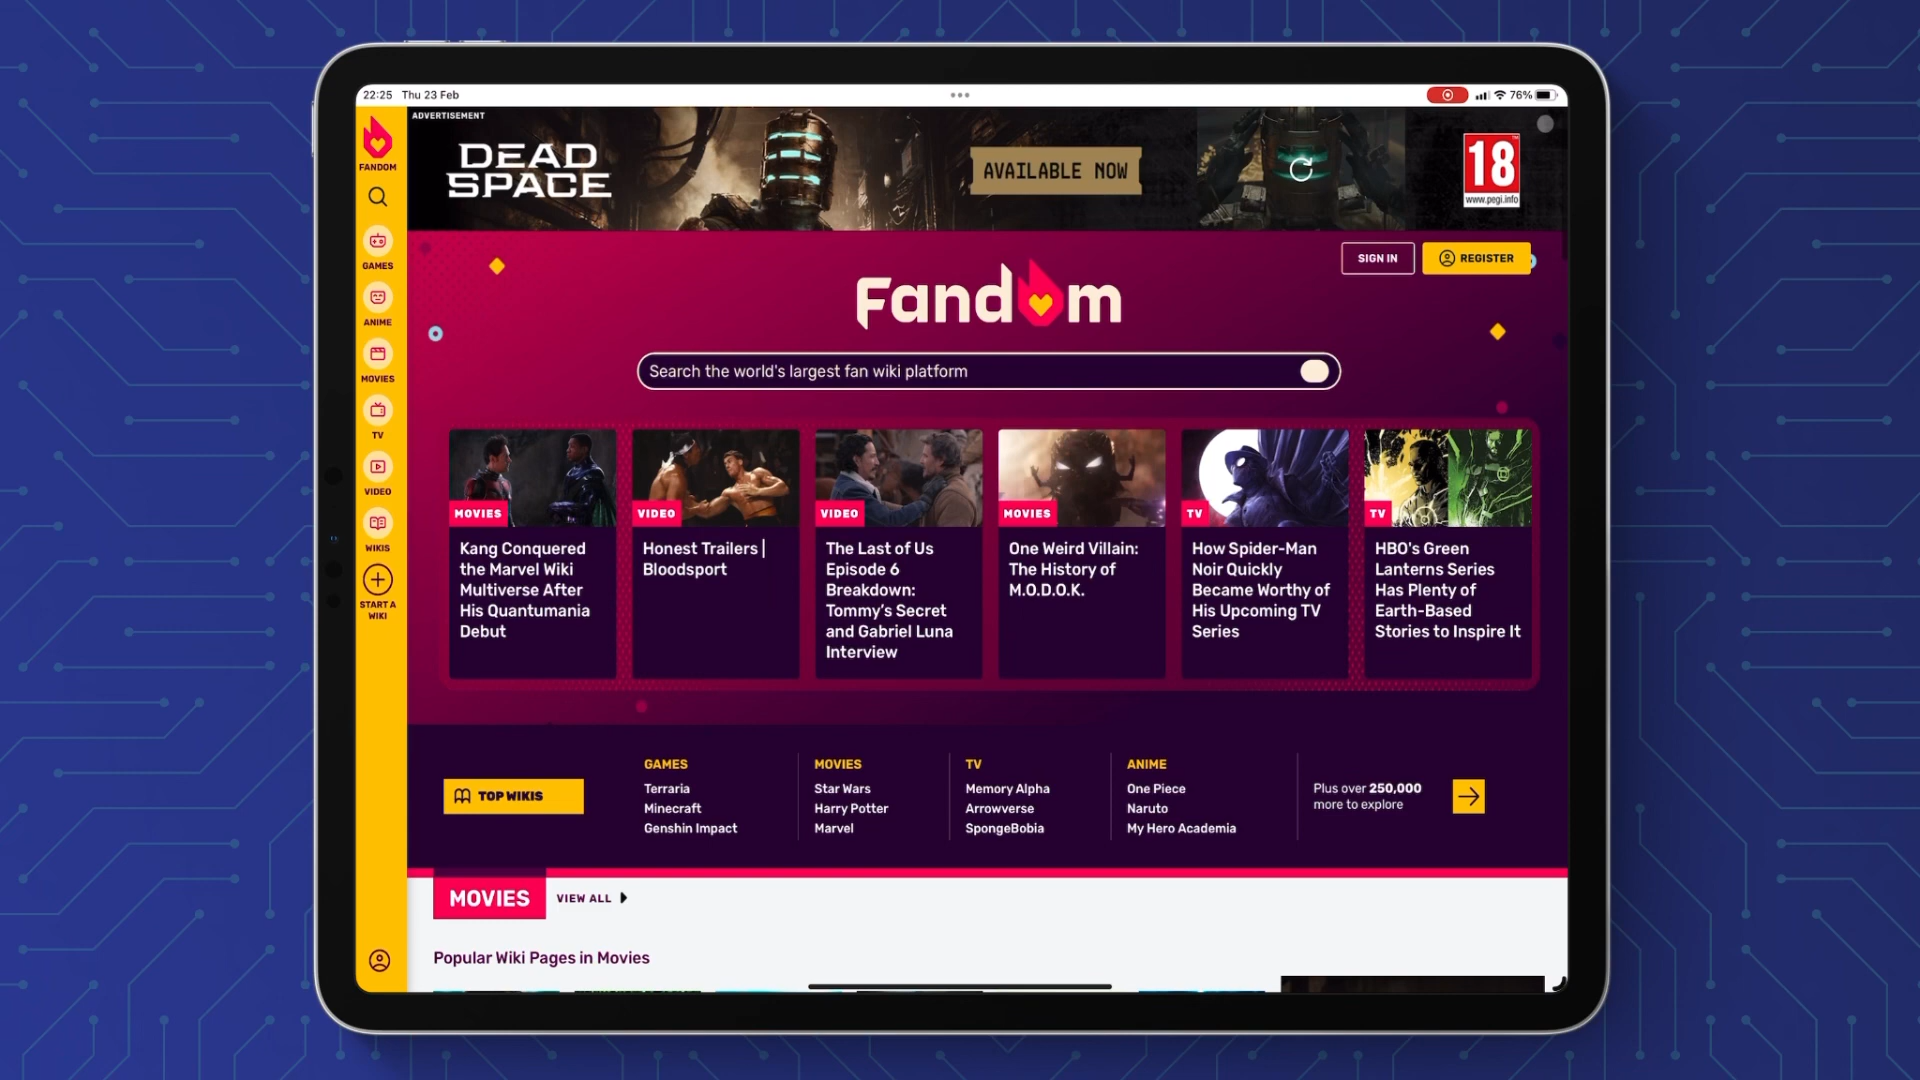 22:25 Thu 23 Feb
76%
ADVERTISEMENT
DEAD
SPACE
AVAILABLE NOW
18
www.pegi.info
FANDOM
GAMES
ANIME
MOVIES
TV
VIDEO
WIKIS
START A
WIKI
SIGN IN
REGISTER
Fandom
Search the world's largest fan wiki platform
MOVIES
Kang Conquered
the Marvel Wiki
Multiverse After
His Quantumania
Debut
VIDEO
Honest Trailers |
Bloodsport
VIDEO
The Last of Us
Episode 6
Breakdown:
Tommy's Secret
and Gabriel Luna
Interview
MOVIES
One Weird Villain:
The History of
M.O.D.O.K.
TV
How Spider-Man
Noir Quickly
Became Worthy of
His Upcoming TV
Series
TV
HBO's Green
Lanterns Series
Has Plenty of
Earth-Based
Stories to Inspire It
TOP WIKIS
GAMES
Terraria
Minecraft
Genshin Impact
MOVIES
Star Wars
Harry Potter
Marvel
TV
Memory Alpha
Arrowverse
SpongeBobia
ANIME
One Piece
Naruto
My Hero Academia
Plus over 250,000
more to explore
MOVIES
VIEW ALL
Popular Wiki Pages in Movies